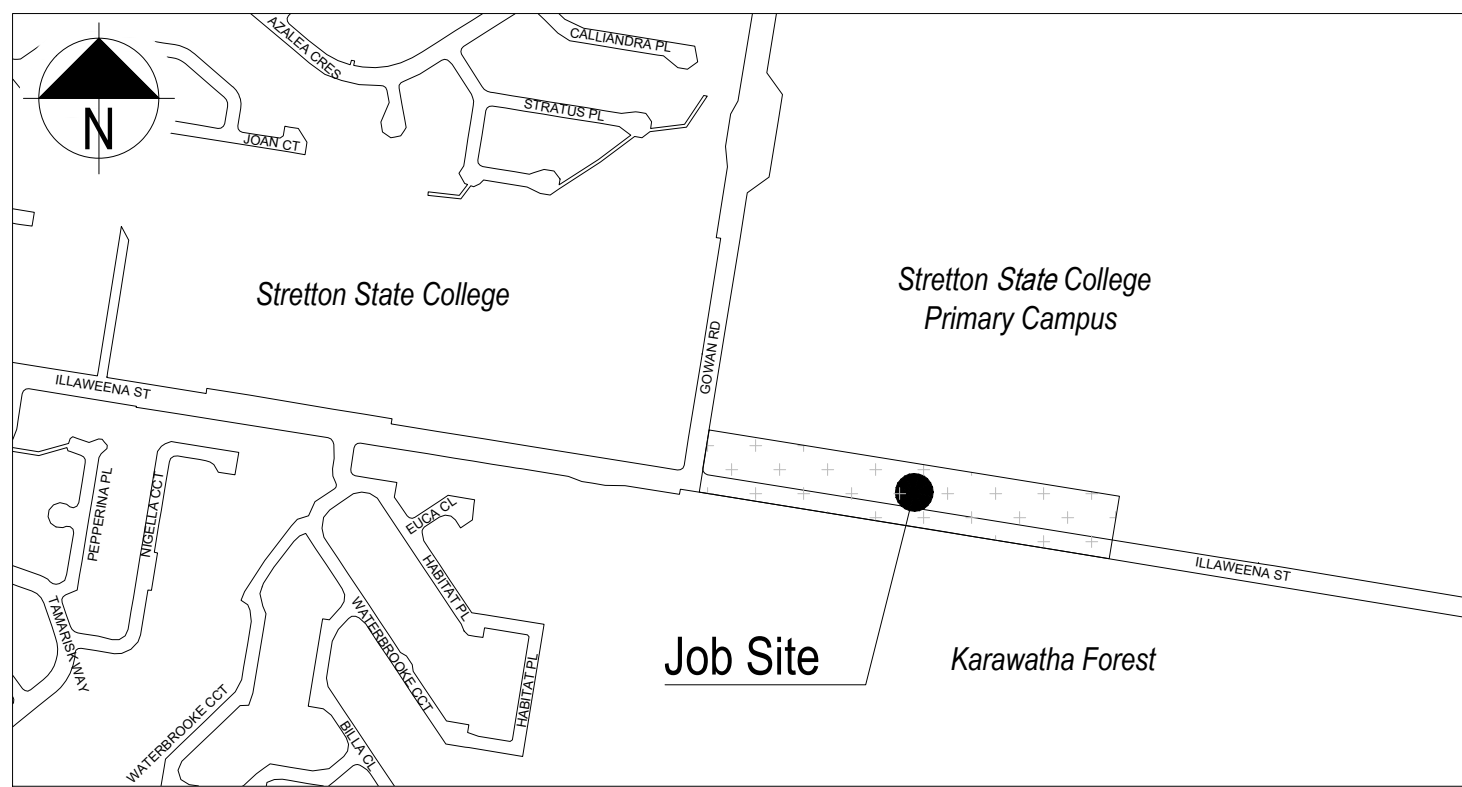 AZALEA CRES
CALLIANDRA PL
N
STRATUS PL
JOAN CT
Stretton State College
Stretton State College
Primary Campus
GOWAN RD
ILLAWEENA ST
PEPPERINA PL
NIGELLA CCT
EUCA CL
HABITAT PL
ILLAWEENA ST
TAMARISK WAY
WATERBROOKE CCT
Job Site
Karawatha Forest
HABITAT PL
WATERBROOKE CCT
BILLA CL